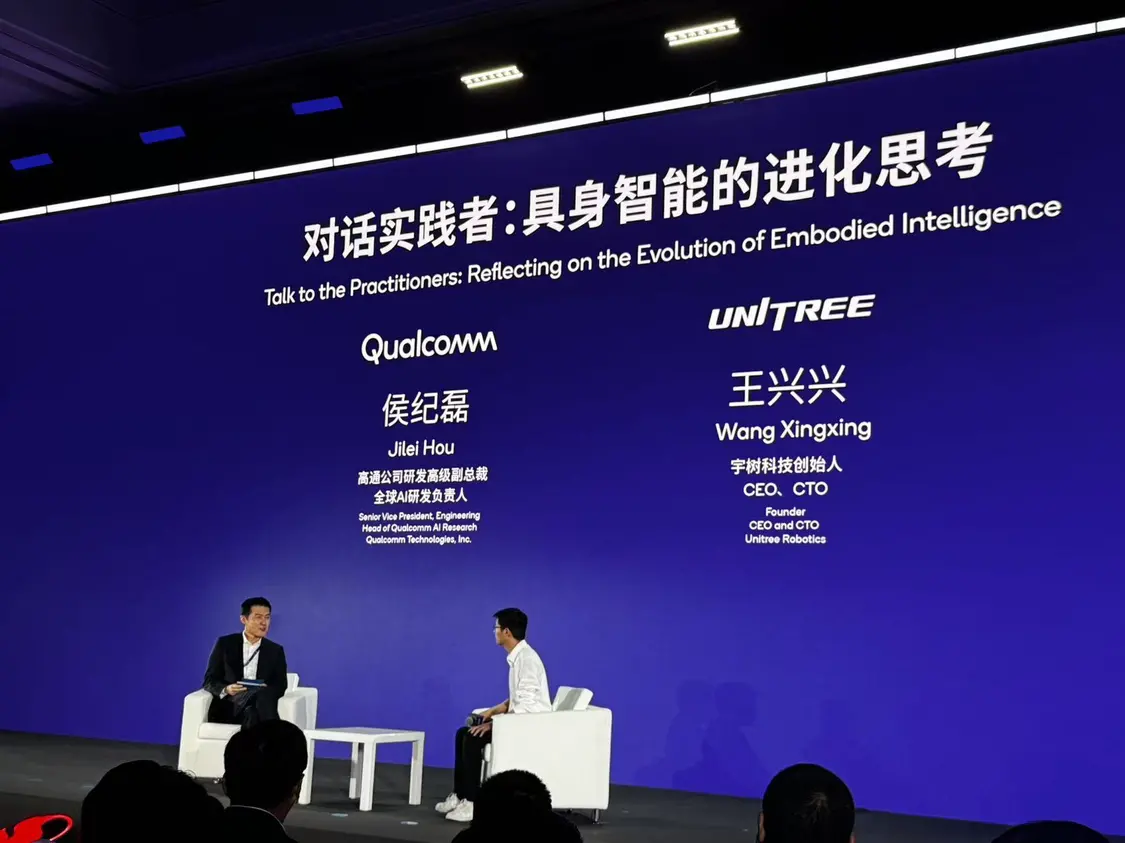 对话实践者：具身智能的进化思考
Talk to the Practitioners: Reflecting on the Evolution of Embodied Intelligence
Qualcomm
侯纪磊
Jilei Hou
高通公司研发高级副总裁
全球AI研发负责人
Senior Vice President, Engineering
Head of Qualcomm AI Research
Qualcomm Technologies, Inc.
UNITREE
王兴兴
Wang Xingxing
宇树科技创始人
CEO、CTO
Founder
CEO and CTO
Unitree Robotics